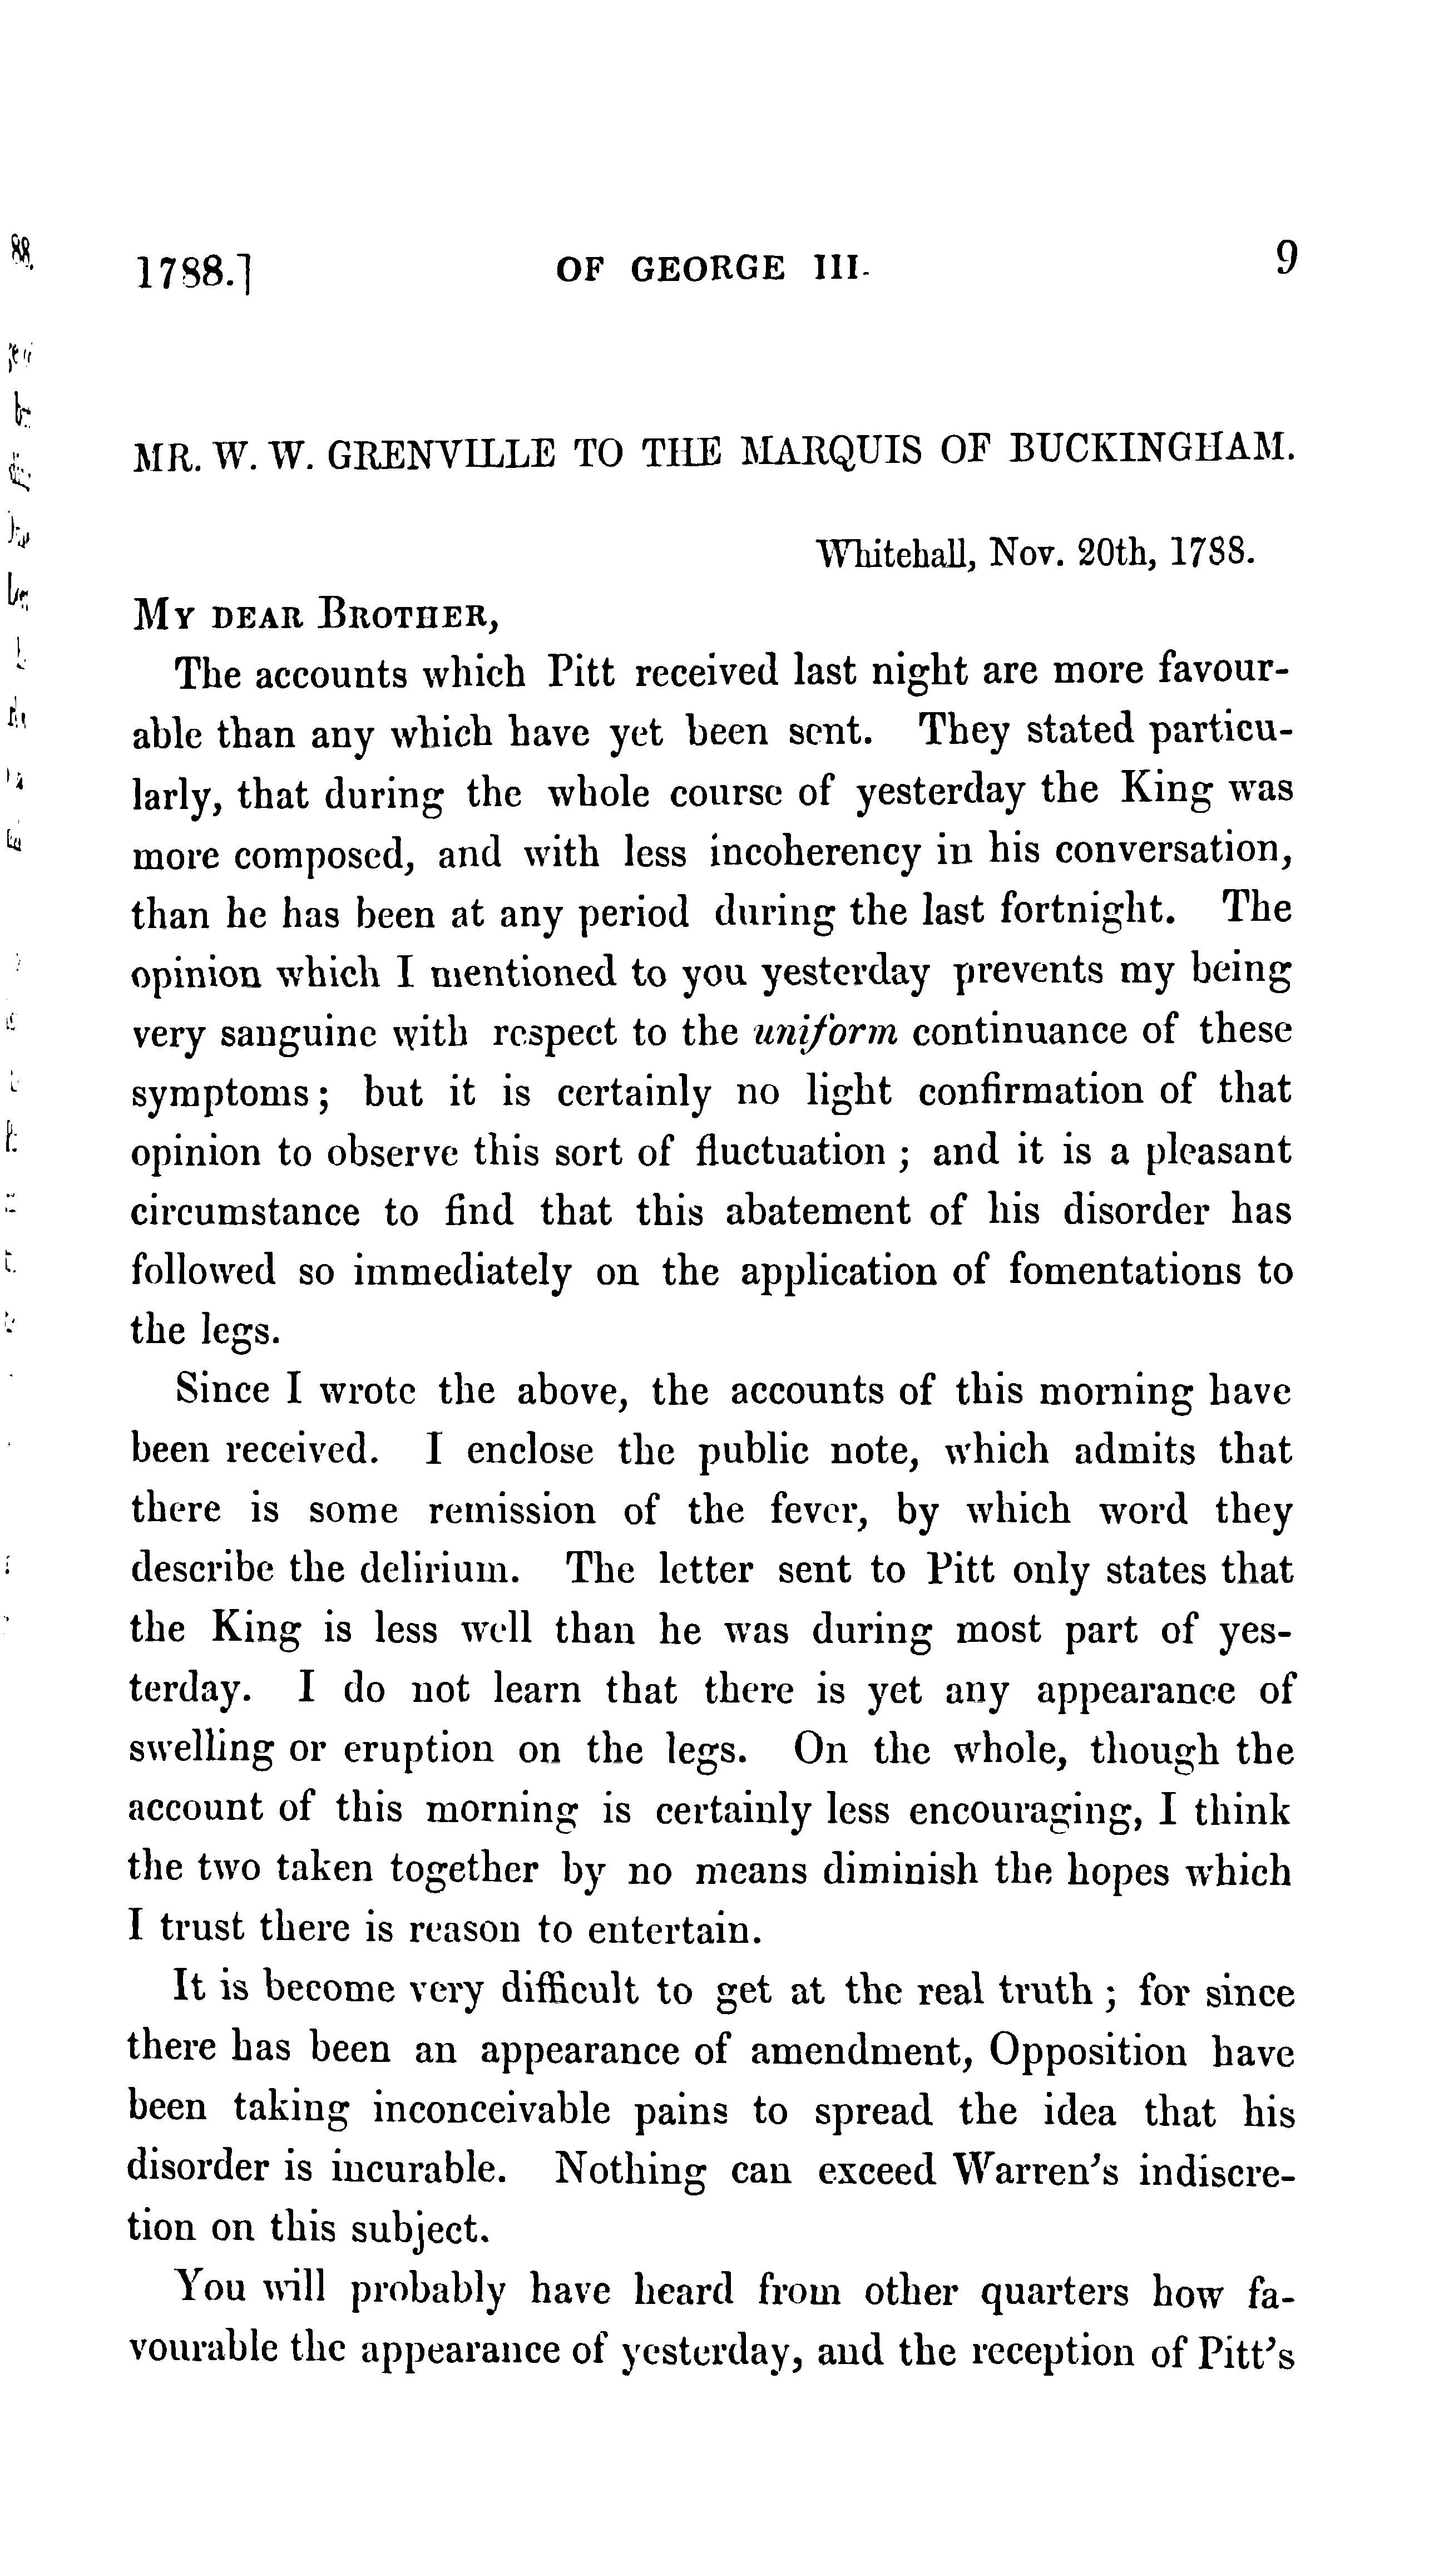 1788.] OF GEORGE III. 9
MR. W. W. GRENVILLE TO THE MARQUIS OF BUCKINGHAM.
Whitehall, Nov. 20th, 1788.
MY DEAR BROTHER,
The accounts which Pitt received last night are more favour-
able than any which have yet been sent. They stated particu-
larly, that during the whole course of yesterday the King was
more composed, and with less incoherency in his conversation,
than he has been at any period during the last fortnight. The
opinion which I mentioned to you yesterday prevents my being
very sanguine with respect to the uniform continuance of these
symptoms; but it is certainly no light confirmation of that
opinion to observe this sort of fluctuation; and it is a pleasant
circumstance to find that this abatement of his disorder has
followed so immediately on the application of fomentations to
the legs.
Since I wrote the above, the accounts of this morning have
been received. I enclose the public note, which admits that
there is some remission of the fever, by which word they
describe the delirium. The letter sent to Pitt only states that
the King is less well than he was during most part of yes-
terday. I do not learn that there is yet any appearance of
swelling or eruption on the legs. On the whole, though the
account of this morning is certainly less encouraging, I think
the two taken together by no means diminish the hopes which
I trust there is reason to entertain.
It is become very difficult to get at the real truth; for since
there has been an appearance of amendment, Opposition have
been taking inconceivable pains to spread the idea that his
disorder is incurable. Nothing can exceed Warren's indiscre-
tion on this subject.
You will probably have heard from other quarters how fa-
vourable the appearance of yesterday, and the reception of Pitt's